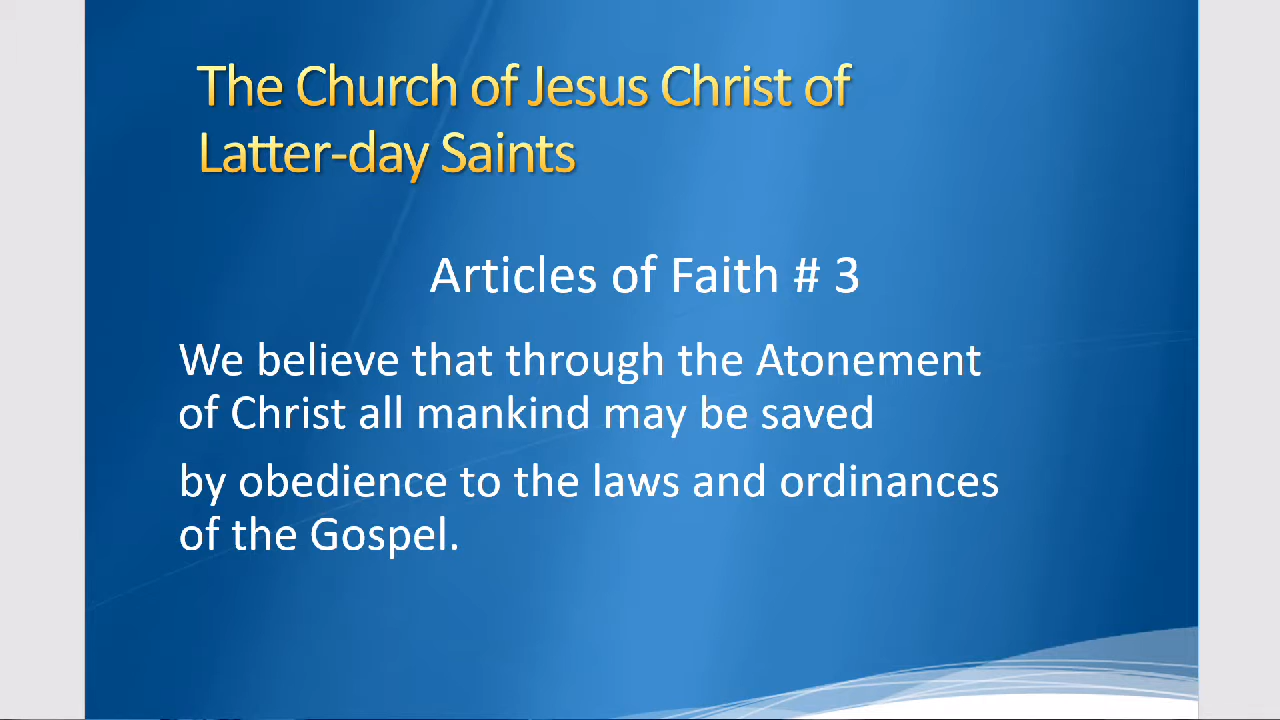 The Church of Jesus Christ of
Latter-day Saints
Articles of Faith # 3
We believe that through the Atonement
of Christ all mankind may be saved
by obedience to the laws and ordinances
of the Gospel.